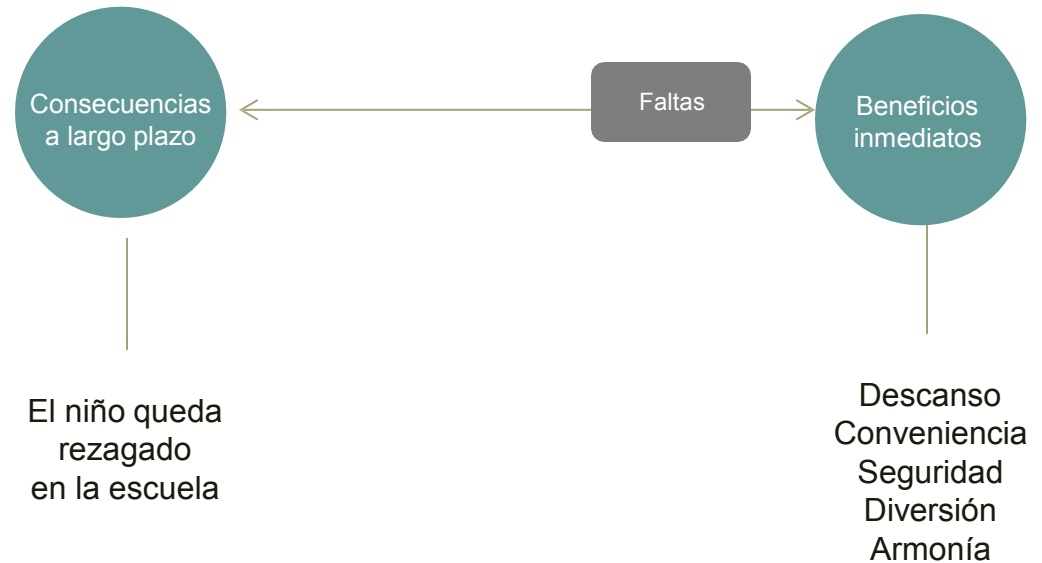 Consecuencias
a largo plazo
Faltas
Beneficios
inmediatos
El niño queda
rezagado
en la escuela
Descanso
Conveniencia
Seguridad
Diversión
Armonía